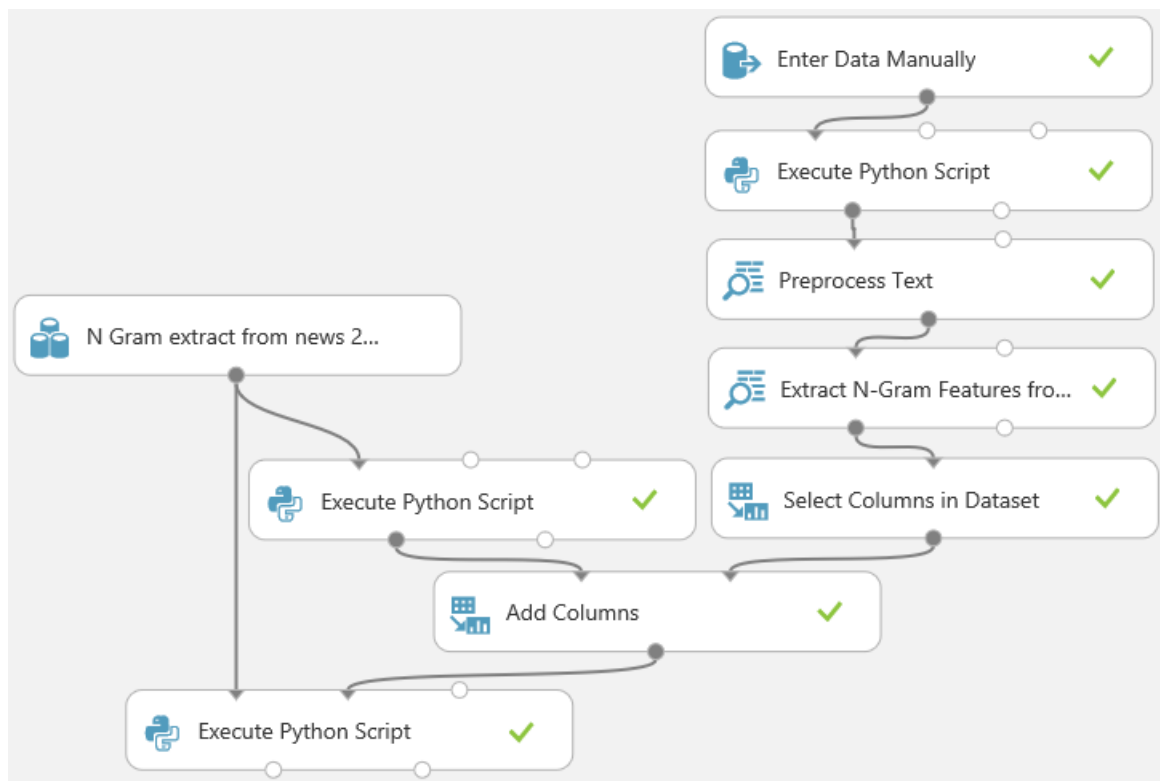 Enter Data Manually
Execute Python Script
Preprocess Text
N Gram extract from news 2...
Extract N-Gram Features fro...
Execute Python Script
Select Columns in Dataset
Add Columns
Execute Python Script